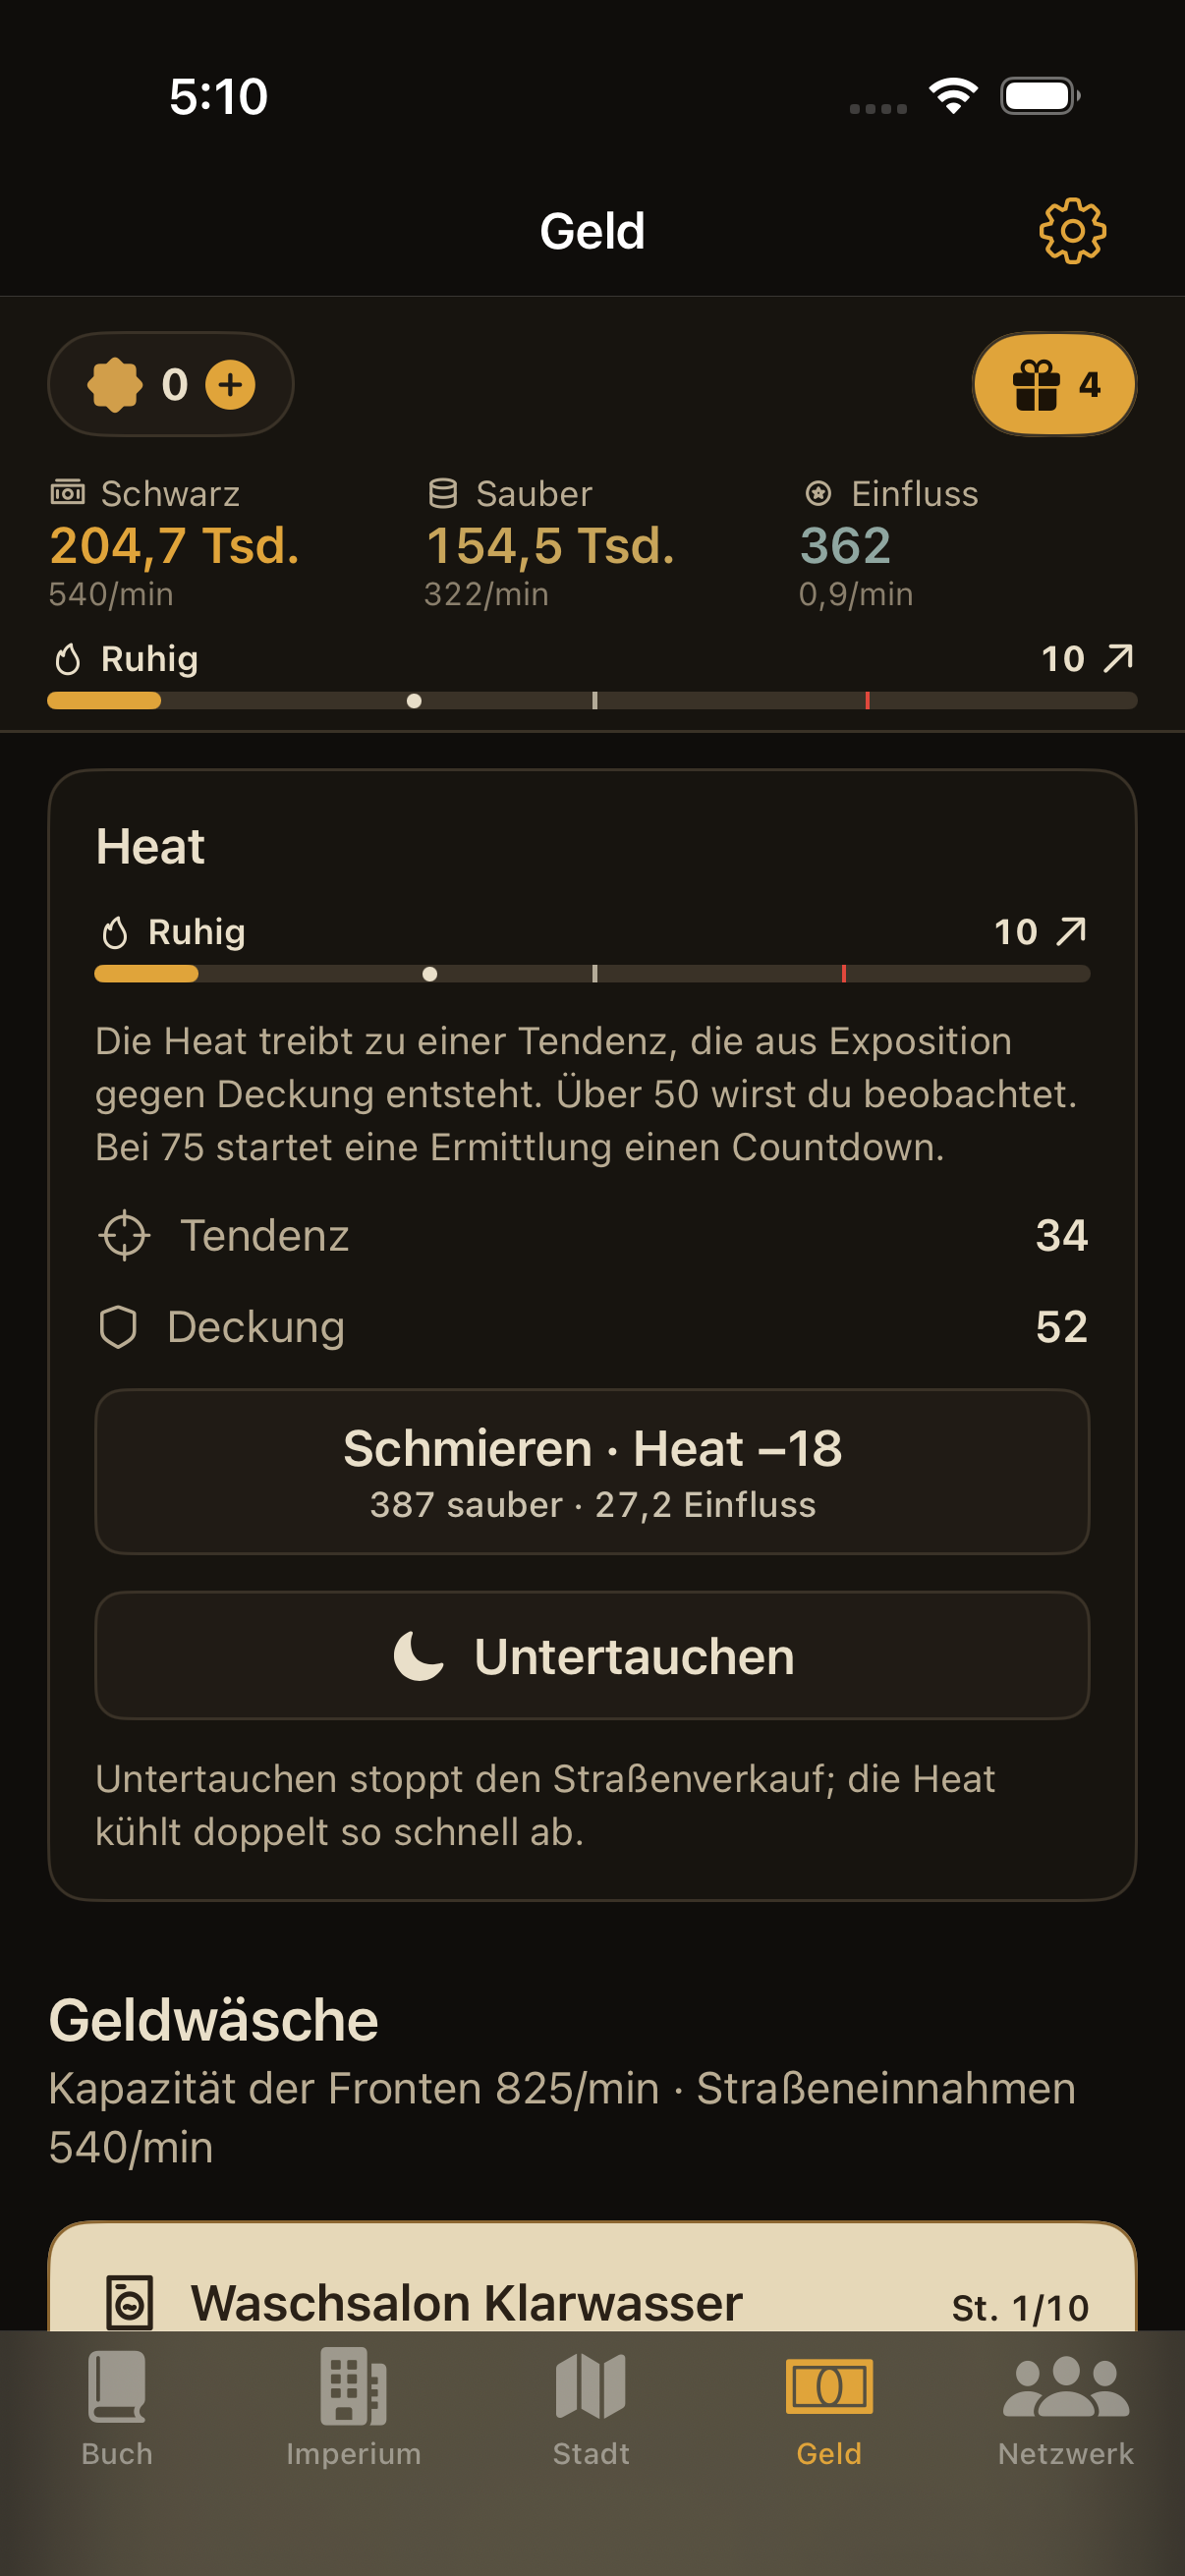 5:10
Geld
0
4
Schwarz
Sauber
Einfluss
204,7 Tsd.
154,5 Tsd.
362
540/min
322/min
0,9/min
Ruhig
10
Heat
Ruhig
10
Die Heat treibt zu einer Tendenz, die aus Exposition
gegen Deckung entsteht. Über 50 wirst du beobachtet.
Bei 75 startet eine Ermittlung einen Countdown.
Tendenz
34
Deckung
52
Schmieren · Heat −18
387 sauber · 27,2 Einfluss
Untertauchen
Untertauchen stoppt den Straßenverkauf; die Heat
kühlt doppelt so schnell ab.
Geldwäsche
Kapazität der Fronten 825/min · Straßeneinnahmen
540/min
Waschsalon Klarwasser
St. 1/10
Buch
Imperium
Stadt
Geld
Netzwerk